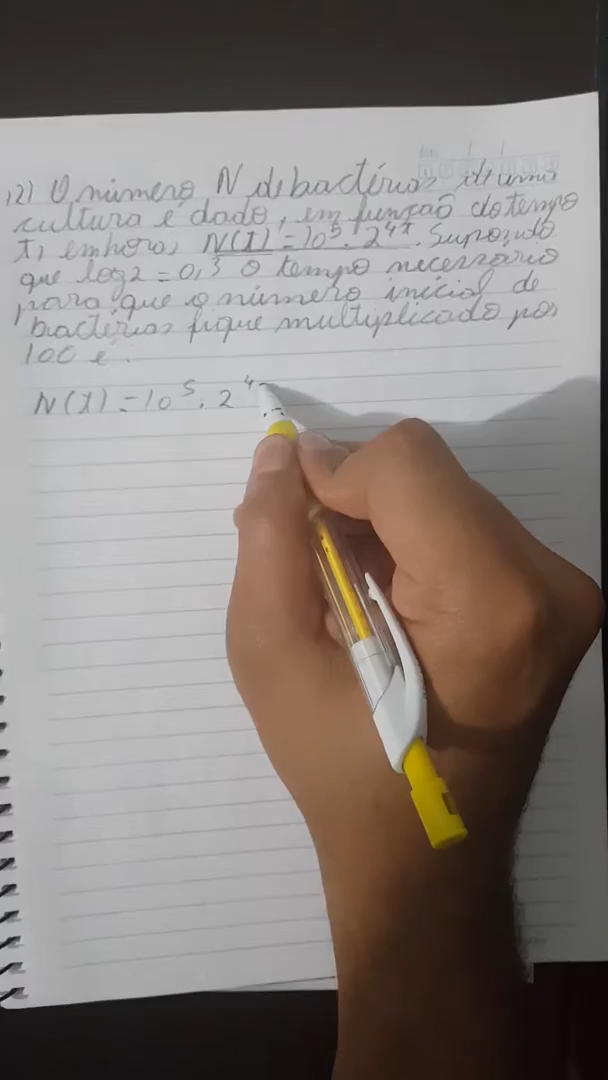 12) O número N de bactérias de uma
cultura é dado, em função do tempo
t, em horas N(t) = 10⁵ . 2⁴ᵗ. Supondo
que log2 = 0,3 o tempo necessário
para que o número inicial de
bactérias fique multiplicado por
100 é.
N(t) = 10⁵ . 2⁴